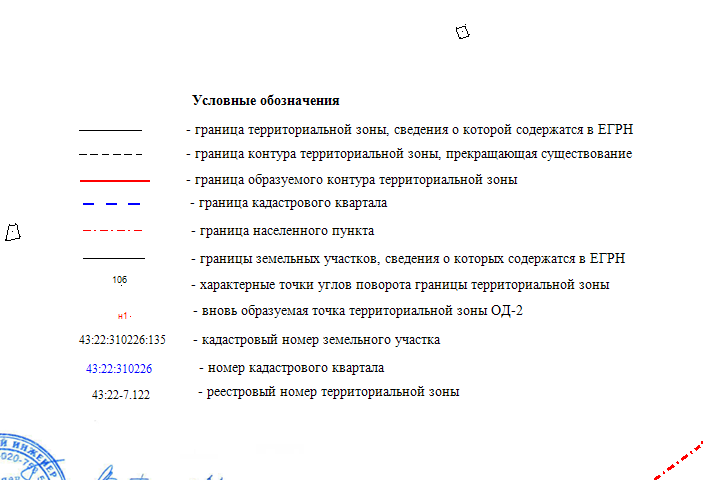 Условные обозначения
- граница территориальной зоны, сведения о которой содержатся в ЕГРН
- граница контура территориальной зоны, прекращающая существование
- граница образуемого контура территориальной зоны
- граница кадастрового квартала
- граница населенного пункта
- границы земельных участков, сведения о которых содержатся в ЕГРН
106 - характерные точки углов поворота границы территориальной зоны
н1 - вновь образуемая точка территориальной зоны ОД-2
43:22:310226:135 - кадастровый номер земельного участка
43:22:310226 - номер кадастрового квартала
43:22-7.122 - реестровый номер территориальной зоны
ИНЖЕНЕР